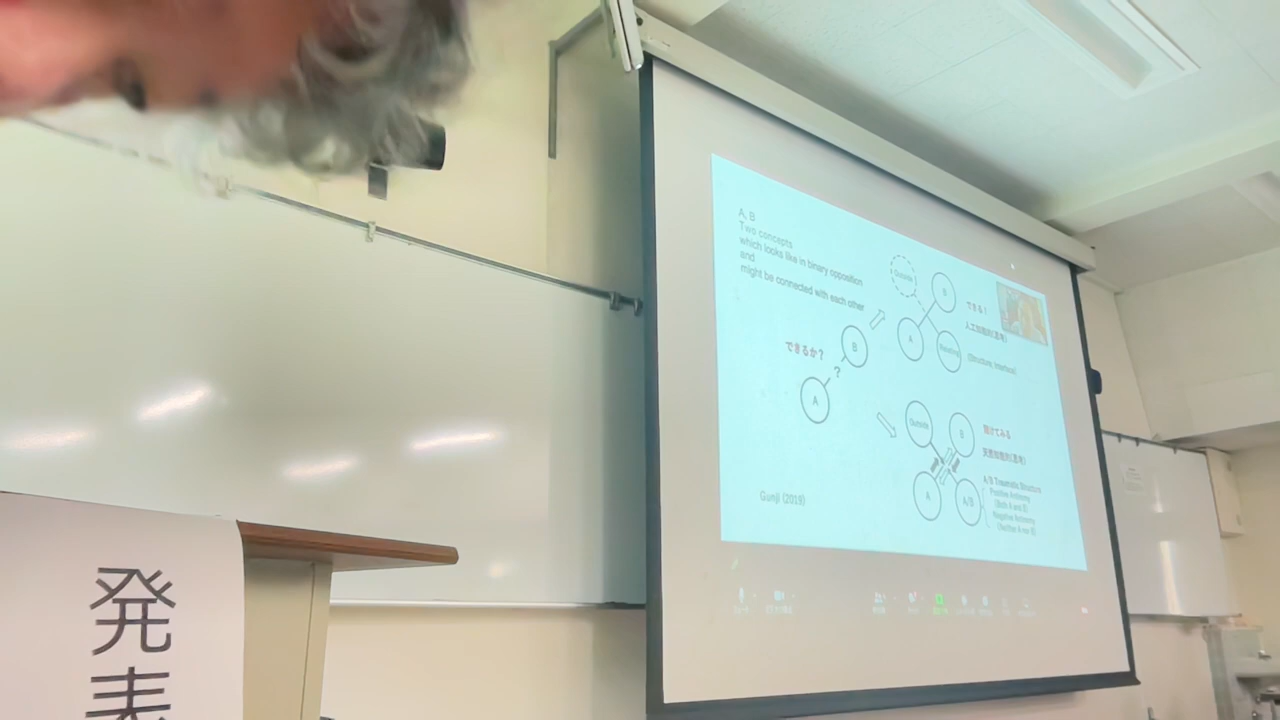 A, B
Two concepts
which looks like in binary opposition
and
might be connected with each other
できるか?
?
A
B
Outside
B
A
できる!
人工知能的(思考)
(Structure, Interface)
Outside
B
A
A/B
開けてみる
天然知能的(思考)
A/B Traumatic Structure
Positive Antinomy
(Both A and B)
Negative Antinomy
(Neither A nor B)
Gunji (2019)
発表